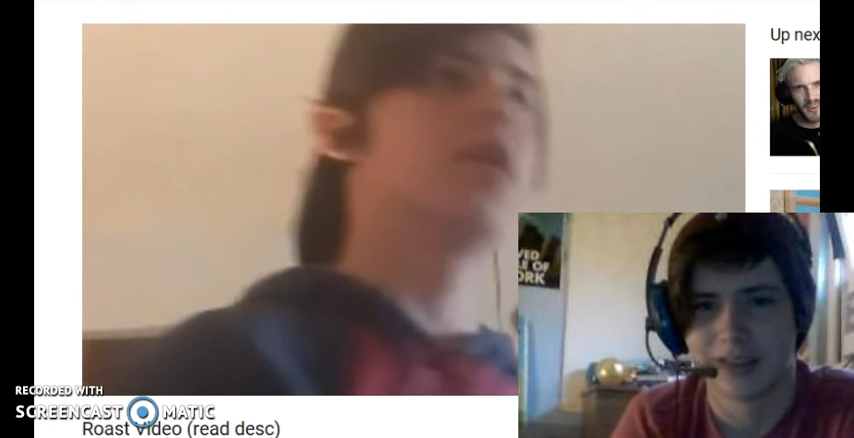 Up nex
VED
LE OF
ORK
RECORDED WITH
SCREENCAST MATIC
Roast Video (read desc)